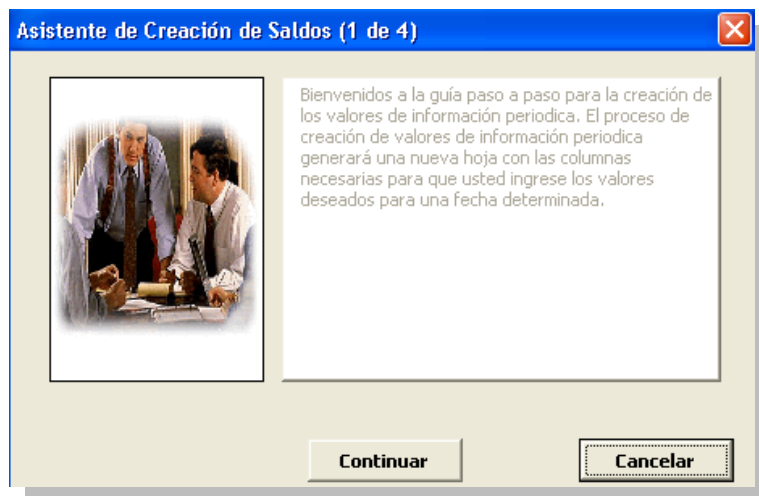 Asistente de Creación de Saldos (1 de 4)
Bienvenidos a la guía paso a paso para la creación de
los valores de información periodica. El proceso de
creación de valores de información periodica
generará una nueva hoja con las columnas
necesarias para que usted ingrese los valores
deseados para una fecha determinada.
Continuar
Cancelar